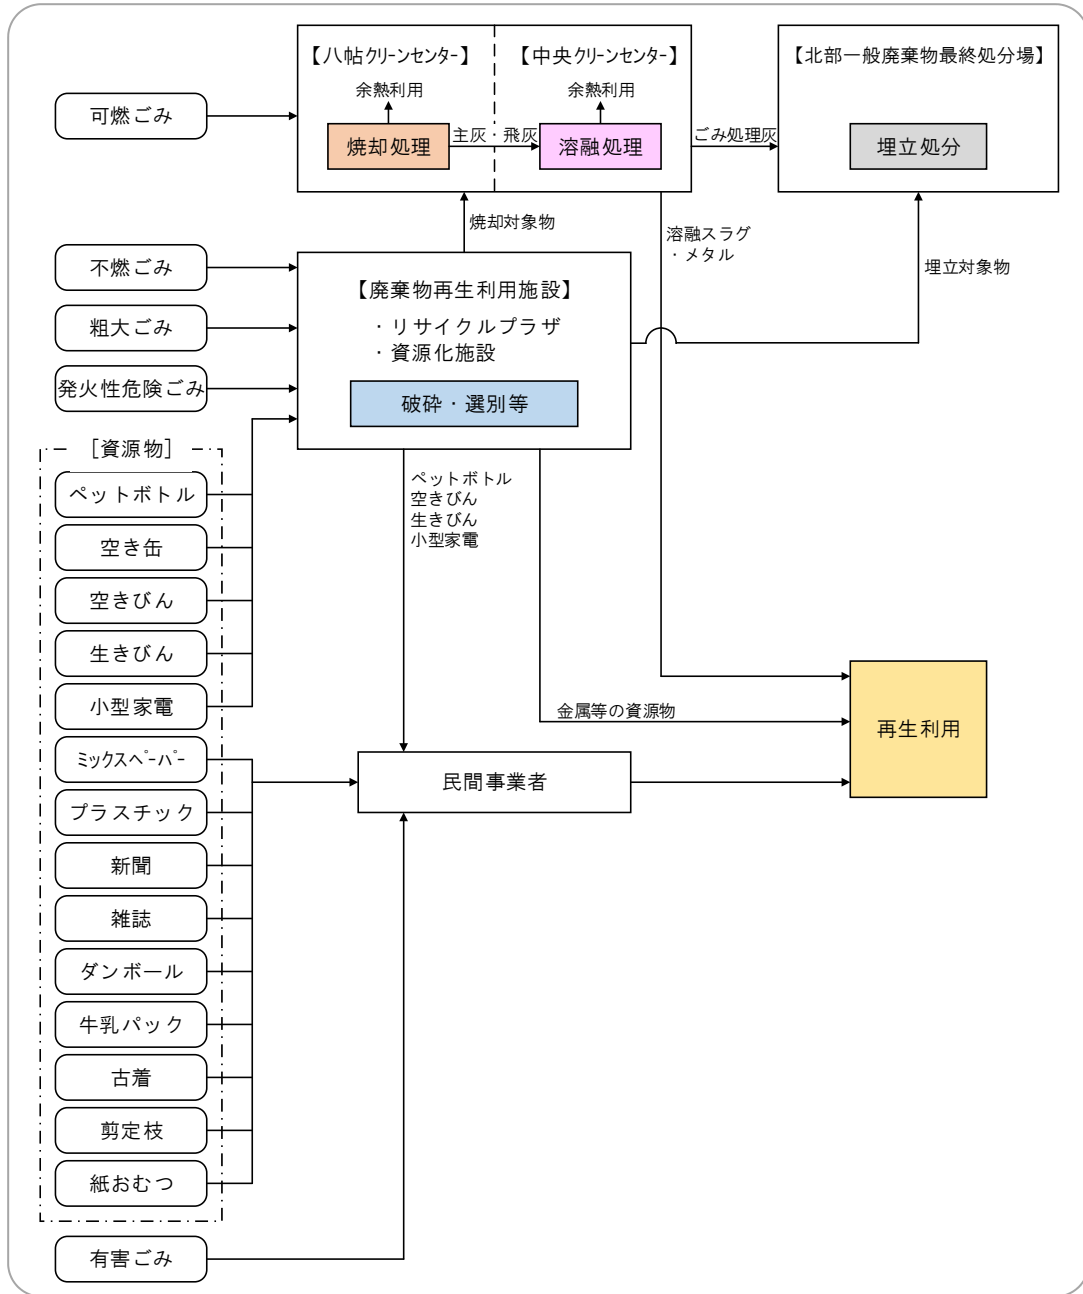 【八帖クリーンセンター】
【中央クリーンセンター】
【北部一般廃棄物最終処分場】
余熱利用
余熱利用
可燃ごみ
焼却処理
主灰・飛灰
溶融処理
ごみ処理灰
埋立処分
焼却対象物
溶融スラグ
・メタル
埋立対象物
不燃ごみ
粗大ごみ
発火性危険ごみ
【廃棄物再生利用施設】
・リサイクルプラザ
・資源化施設
破砕・選別等
[資源物]
ペットボトル
空き缶
空きびん
生きびん
小型家電
ペットボトル
空きびん
生きびん
小型家電
金属等の資源物
再生利用
民間事業者
ミックスペーパー
プラスチック
新聞
雑誌
ダンボール
牛乳パック
古着
剪定枝
紙おむつ
有害ごみ